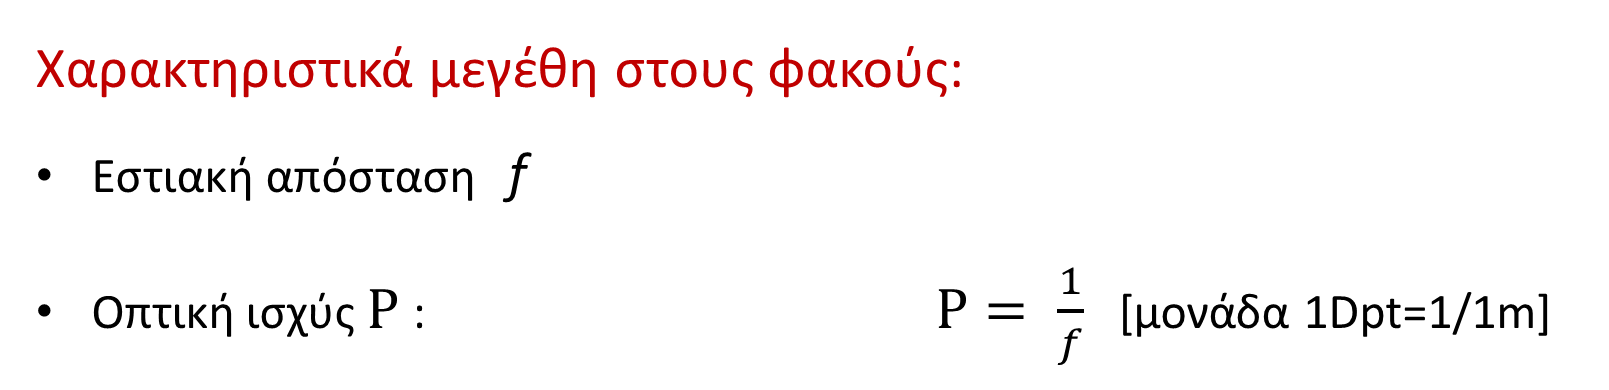 Χαρακτηριστικά μεγέθη στους φακούς:
• Εστιακή απόσταση f
• Οπτική ισχύς P : P = 1/f [μονάδα 1Dpt=1/1m]